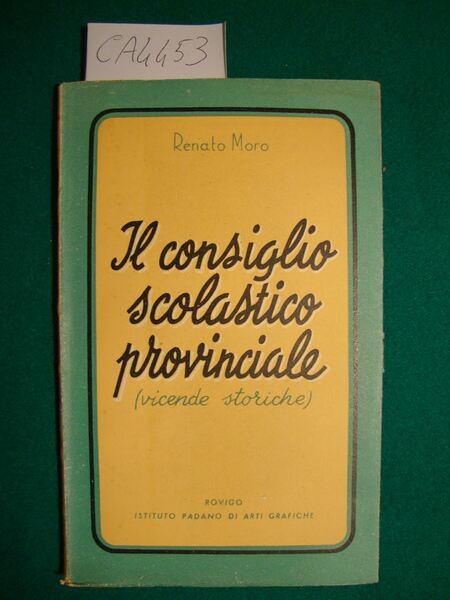 CA4453
Renato Moro
Il consiglio
scolastico
provinciale
(vicende storiche)
ROVIGO
ISTITUTO PADANO DI ARTI GRAFICHE